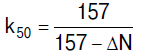 k₅₀ = 157 / (157 − ΔN)